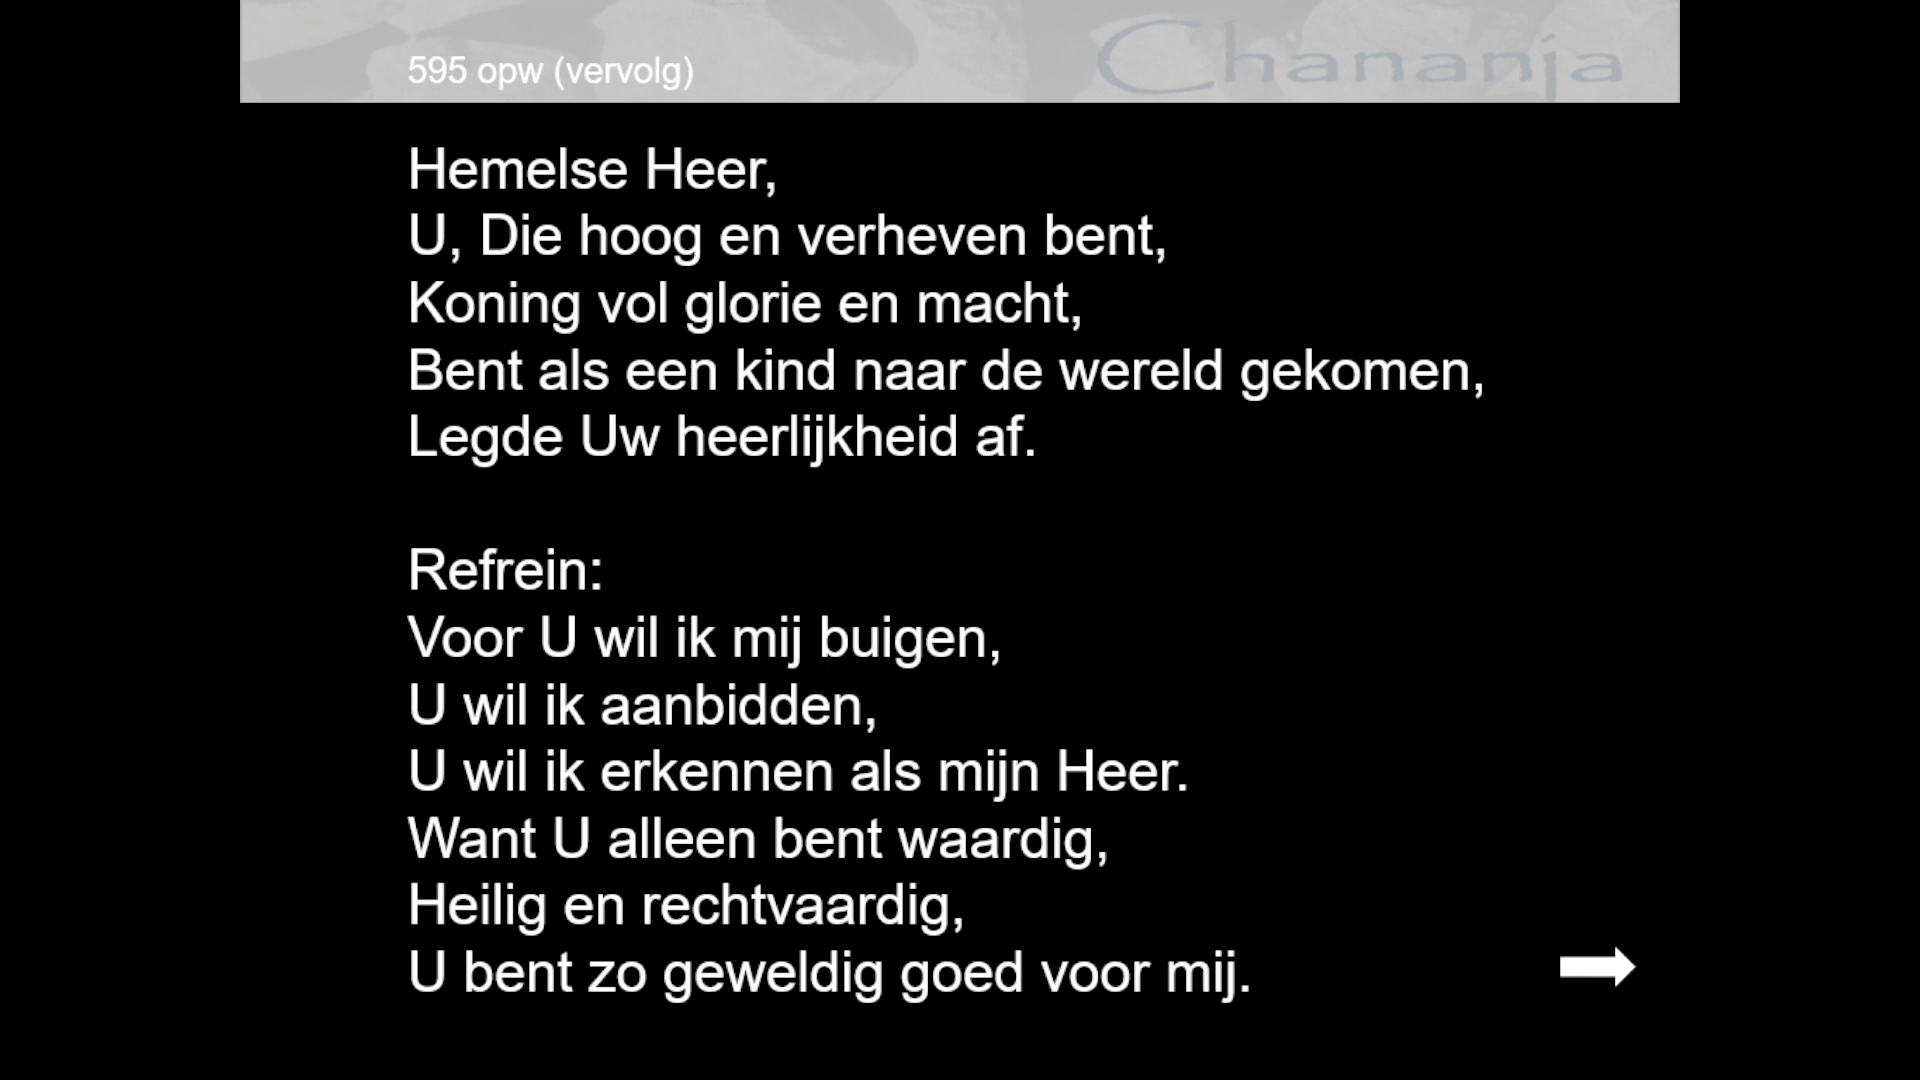 595 opw (vervolg)
Chananja
Hemelse Heer,
U, Die hoog en verheven bent,
Koning vol glorie en macht,
Bent als een kind naar de wereld gekomen,
Legde Uw heerlijkheid af.
Refrein:
Voor U wil ik mij buigen,
U wil ik aanbidden,
U wil ik erkennen als mijn Heer.
Want U alleen bent waardig,
Heilig en rechtvaardig,
U bent zo geweldig goed voor mij.